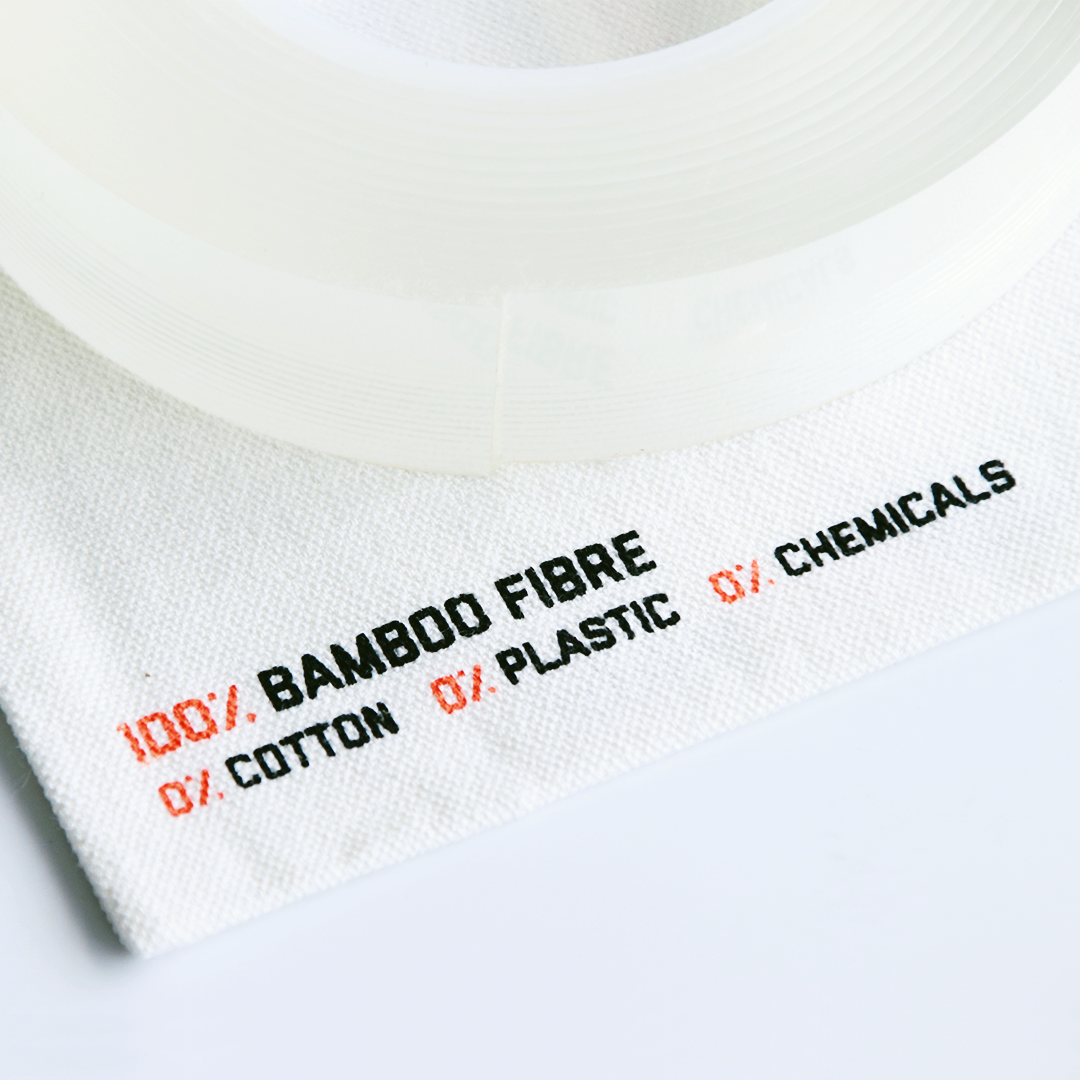 100% BAMBOO FIBRE
0% COTTON 0% PLASTIC 0% CHEMICALS